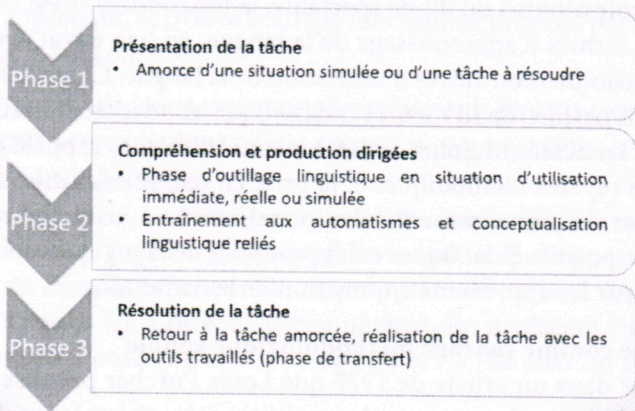 Phase 1
Présentation de la tâche
• Amorce d'une situation simulée ou d'une tâche à résoudre
Phase 2
Compréhension et production dirigées
• Phase d'outillage linguistique en situation d'utilisation
immédiate, réelle ou simulée
• Entraînement aux automatismes et conceptualisation
linguistique reliés
Phase 3
Résolution de la tâche
• Retour à la tâche amorcée, réalisation de la tâche avec les
outils travaillés (phase de transfert)